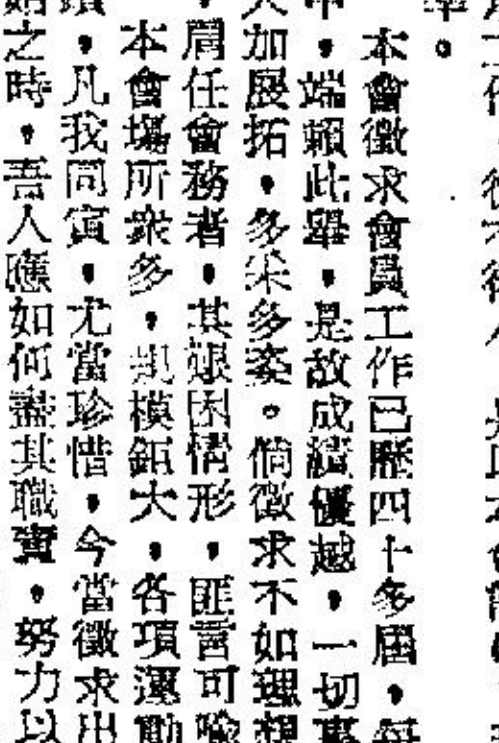 本會徵求會員工作已歷四十多屆，每
，端賴此舉，是故成績優越，一切事
加展拓，多采多姿。倘徵求不如理想
，屬任會務者，其艱困情形，匪言可喻
本會場所衆多，規模鉅大，各項運動
，凡我同寅，尤當珍惜，今當徵求出
之時，吾人應如何盡其職責，努力以